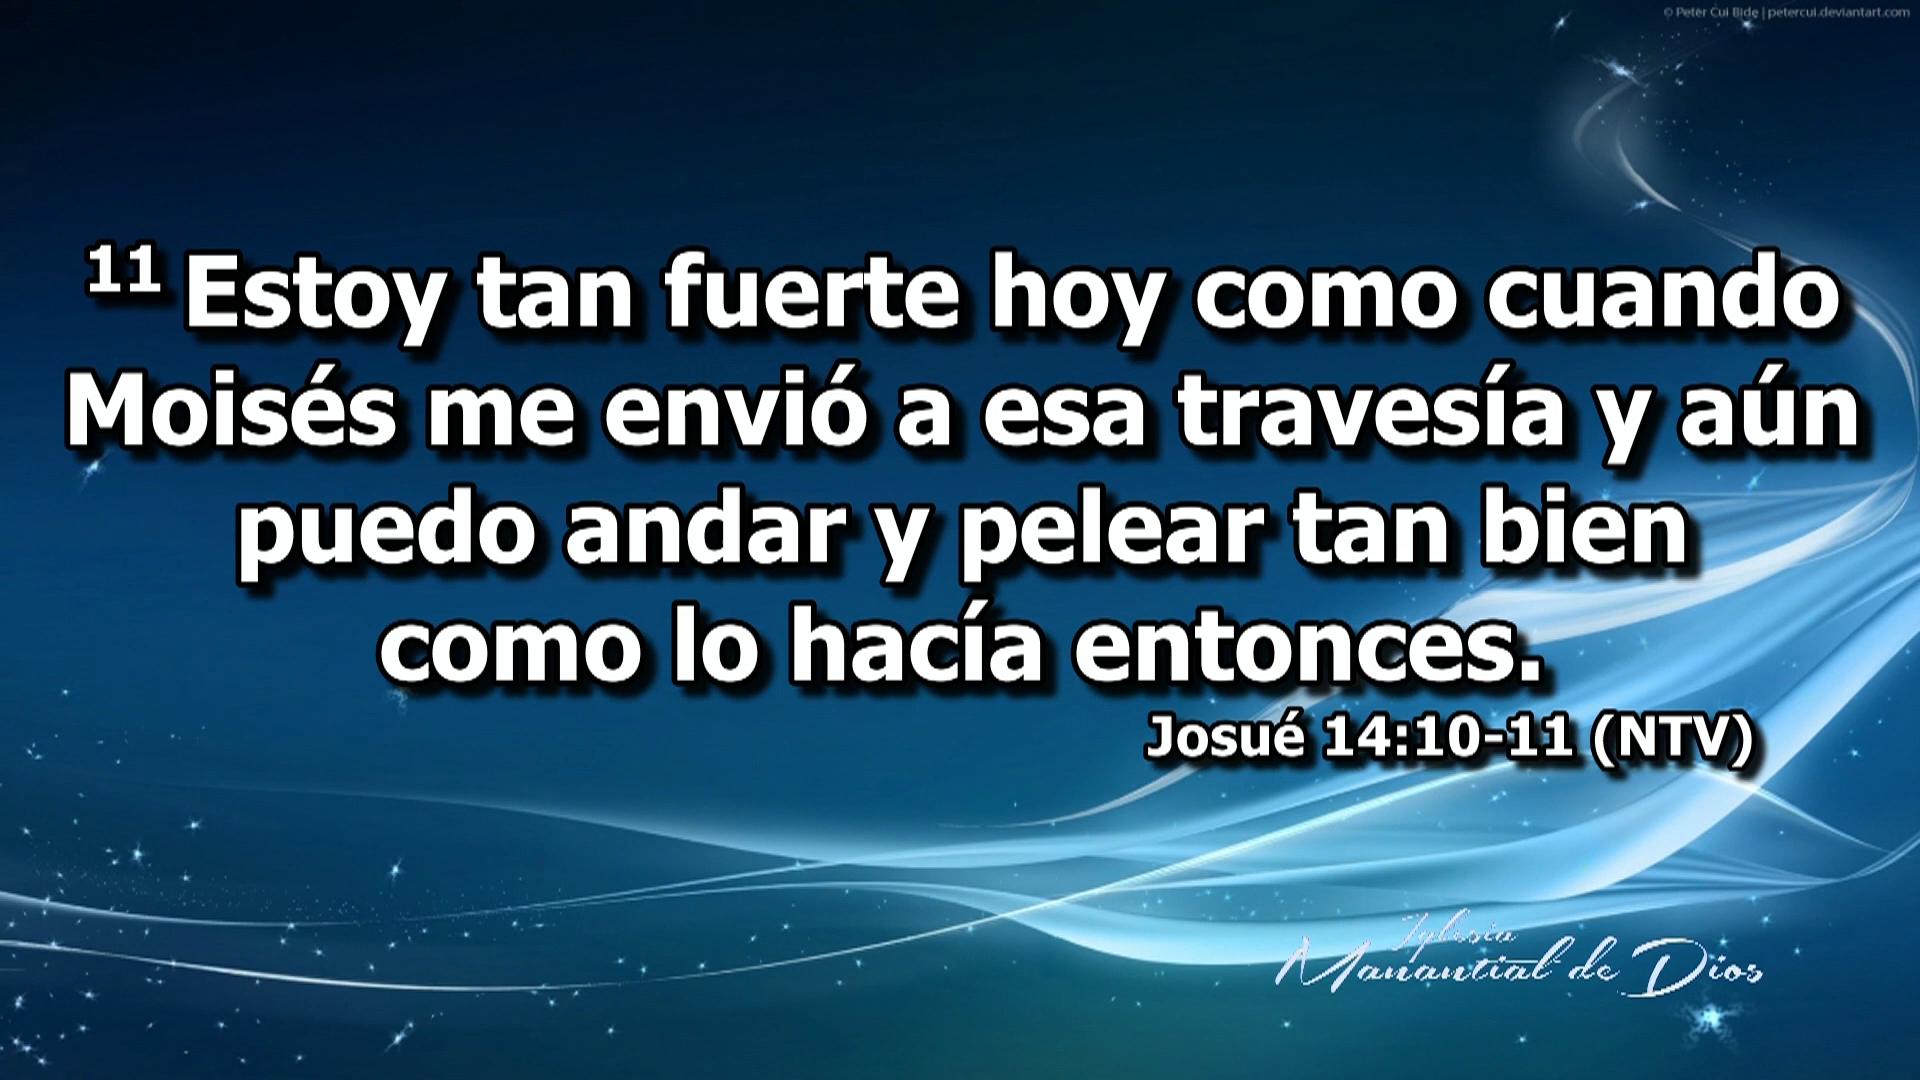 © Peter Cui Bide | petercui.deviantart.com
11 Estoy tan fuerte hoy como cuando
Moisés me envió a esa travesía y aún
puedo andar y pelear tan bien
como lo hacía entonces.
Josué 14:10-11 (NTV)
Iglesia
Manantial de Dios